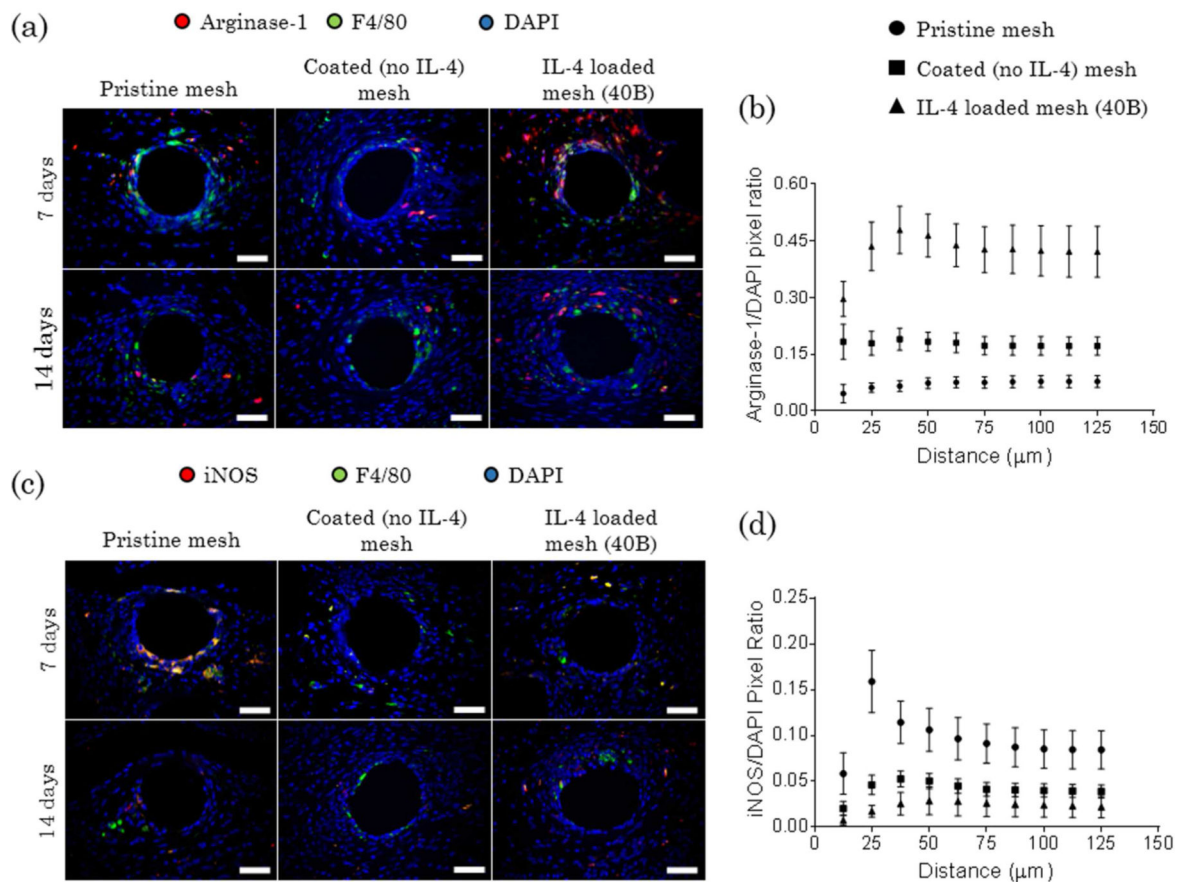 (a)
Arginase-1 F4/80 DAPI
Pristine mesh
Coated (no IL-4)
mesh
IL-4 loaded
mesh (40B)
7 days
14 days
Pristine mesh
Coated (no IL-4) mesh
IL-4 loaded mesh (40B)
(b)
Arginase-1/DAPI pixel ratio
0.60
0.45
0.30
0.15
0.00
0 25 50 75 100 125 150
Distance (μm)
(c)
iNOS F4/80 DAPI
Pristine mesh
Coated (no IL-4)
mesh
IL-4 loaded
mesh (40B)
7 days
14 days
(d)
iNOS/DAPI Pixel Ratio
0.25
0.20
0.15
0.10
0.05
0.00
0 25 50 75 100 125 150
Distance (μm)